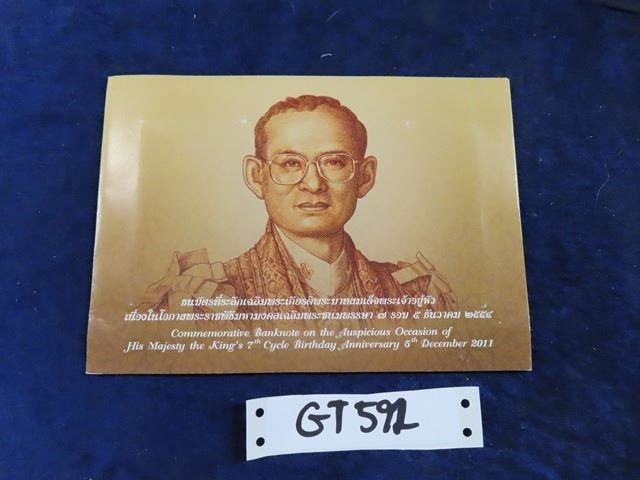 ธนบัตรที่ระลึกเฉลิมพระเกียรติพระบาทสมเด็จพระเจ้าอยู่หัว
เนื่องในโอกาสพระราชพิธีมหามงคลเฉลิมพระชนมพรรษา ๗ รอบ ๕ ธันวาคม ๒๕๕๔
Commemorative Banknote on the Auspicious Occasion of
His Majesty the King's 7th Cycle Birthday Anniversary 5th December 2011
GT592